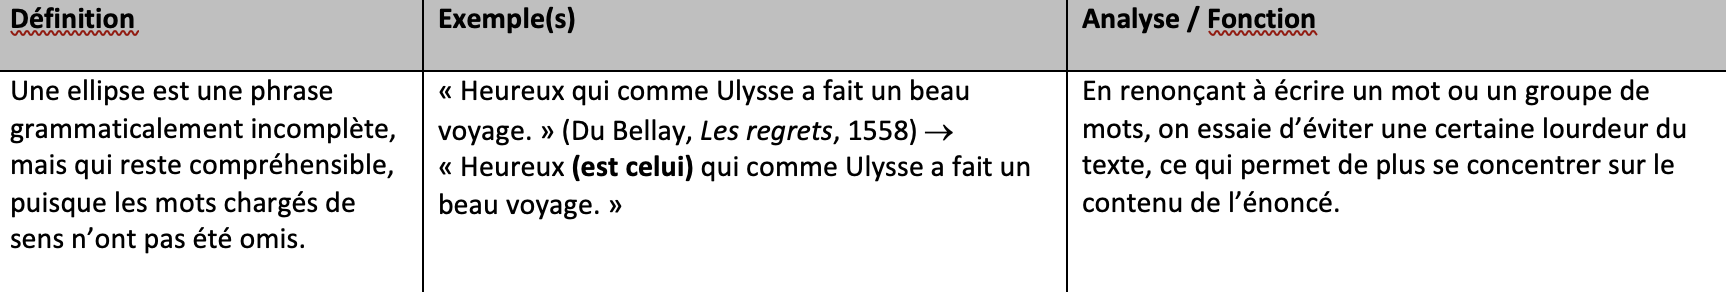 Définition
Exemple(s)
Analyse / Fonction
Une ellipse est une phrase
grammaticalement incomplète,
mais qui reste compréhensible,
puisque les mots chargés de
sens n’ont pas été omis.
« Heureux qui comme Ulysse a fait un beau
voyage. » (Du Bellay, Les regrets, 1558) →
« Heureux (est celui) qui comme Ulysse a fait un
beau voyage. »
En renonçant à écrire un mot ou un groupe de
mots, on essaie d’éviter une certaine lourdeur du
texte, ce qui permet de plus se concentrer sur le
contenu de l’énoncé.